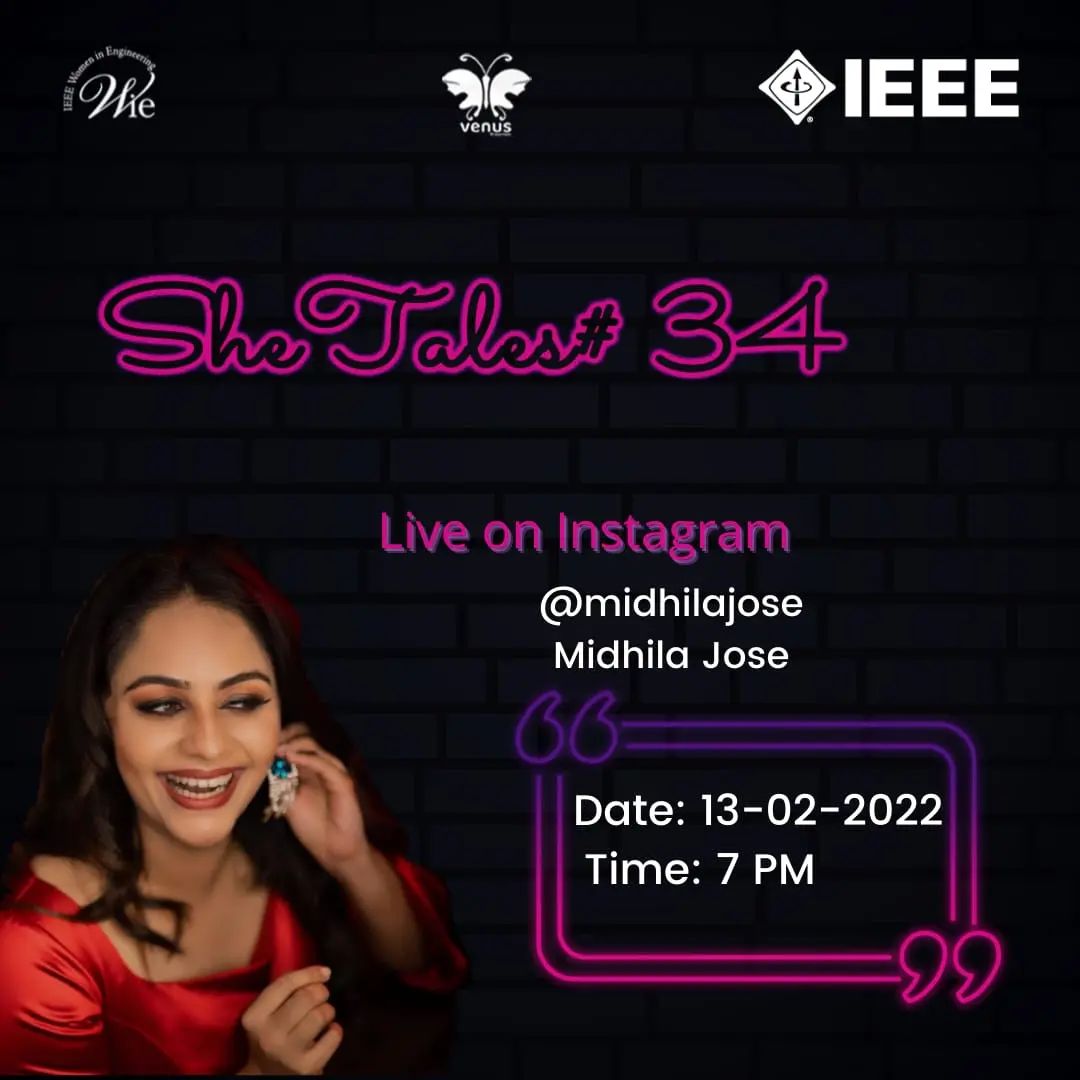 IEEE Women in Engineering
Wie
venus
IEEE
SheTales# 34
Live on Instagram
@midhilajose
Midhila Jose
Date: 13-02-2022
Time: 7 PM